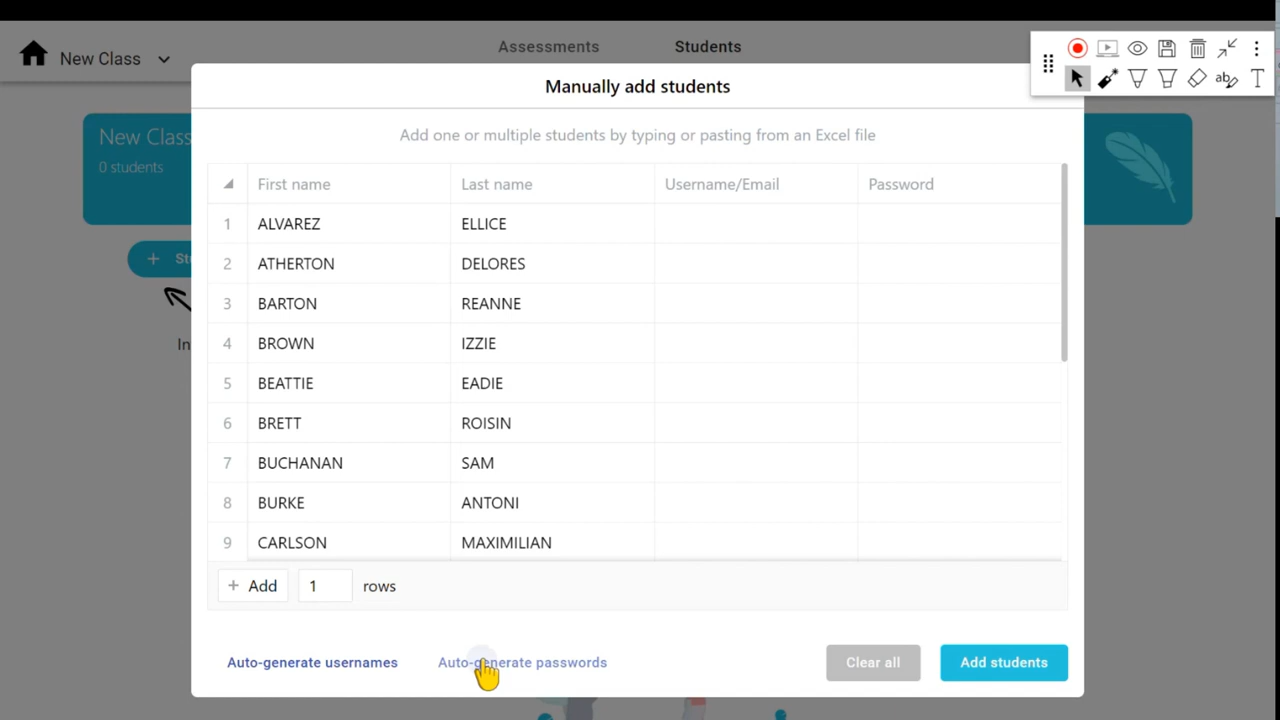 New Class
Assessments
Students
ab
T
New Class
0 students
+ Stu
In
Manually add students
Add one or multiple students by typing or pasting from an Excel file
First name Last name Username/Email Password
1 ALVAREZ ELLICE
2 ATHERTON DELORES
3 BARTON REANNE
4 BROWN IZZIE
5 BEATTIE EADIE
6 BRETT ROISIN
7 BUCHANAN SAM
8 BURKE ANTONI
9 CARLSON MAXIMILIAN
+ Add 1 rows
Auto-generate usernames Auto-generate passwords Clear all Add students